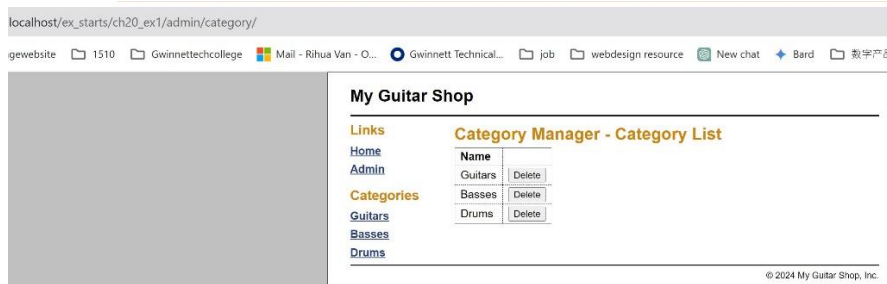 localhost/ex_starts/ch20_ex1/admin/category/
gewebsite 1510 Gwinnettechcollege Mail - Rihua Van - O... Gwinnett Technical... job webdesign resource New chat Bard 数字产
My Guitar Shop
Links
Home
Admin
Categories
Guitars
Basses
Drums
Category Manager - Category List
Name
Guitars Delete
Basses Delete
Drums Delete
© 2024 My Guitar Shop, Inc.